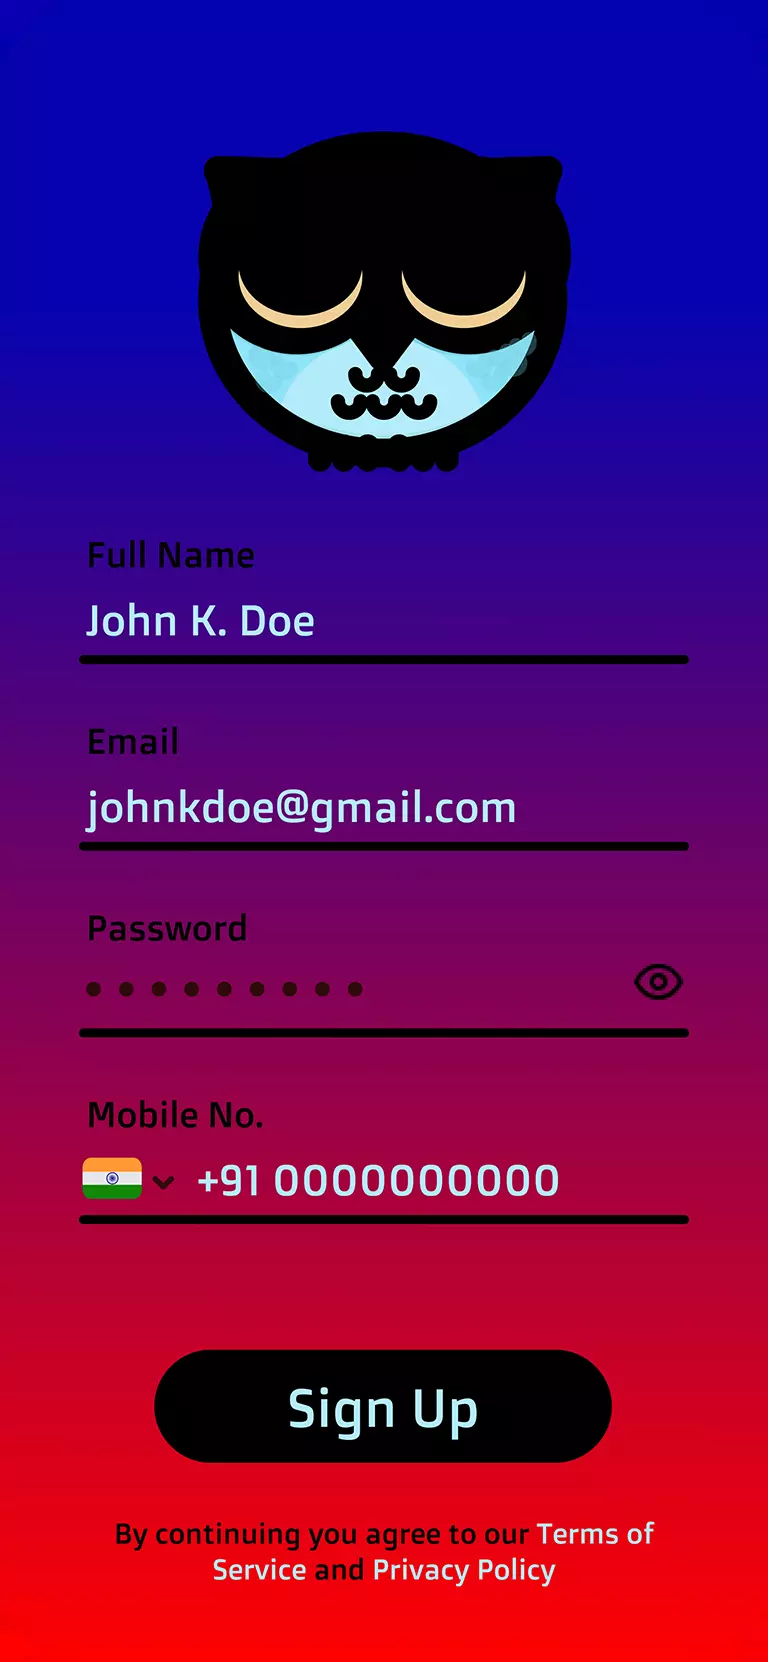 Full Name
John K. Doe
Email
johnkdoe@gmail.com
Password
Mobile No.
+91 0000000000
Sign Up
By continuing you agree to our Terms of
Service and Privacy Policy